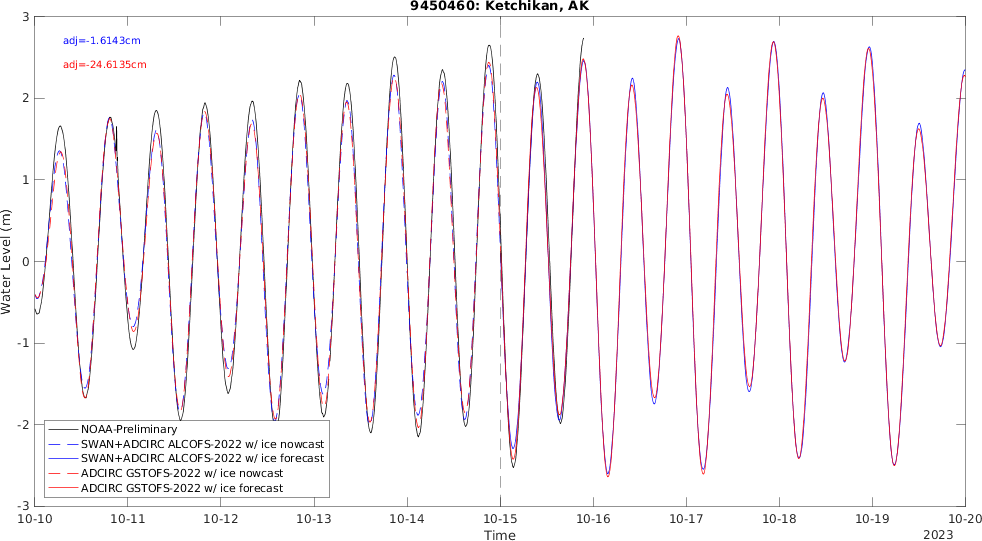 9450460: Ketchikan, AK
adj=-1.6143cm
adj=-24.6135cm
Water Level (m)
3
2
1
0
-1
-2
-3
NOAA-Preliminary
SWAN+ADCIRC ALCOFS-2022 w/ ice nowcast
SWAN+ADCIRC ALCOFS-2022 w/ ice forecast
ADCIRC GSTOFS-2022 w/ ice nowcast
ADCIRC GSTOFS-2022 w/ ice forecast
10-10 10-11 10-12 10-13 10-14 10-15 10-16 10-17 10-18 10-19 10-20
Time
2023